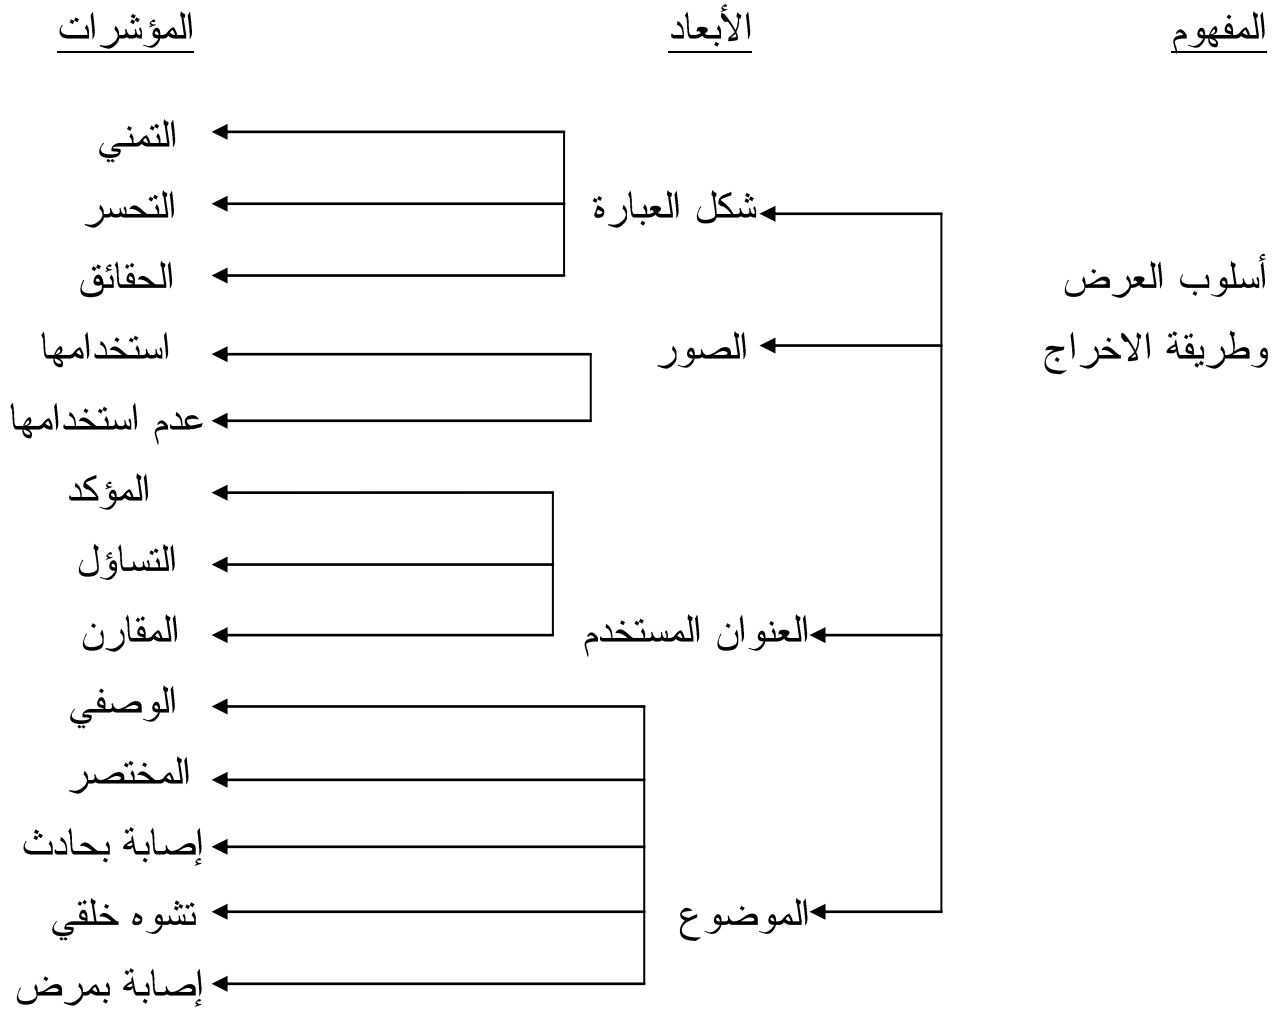 المفهوم الأبعاد المؤشرات
التمني
شكل العبارة التحسر
أسلوب العرض الحقائق
وطريقة الاخراج الصور استخدامها
عدم استخدامها
المؤكد
التساؤل
العنوان المستخدم المقارن
الوصفي
المختصر
إصابة بحادث
الموضوع تشوه خلقي
إصابة بمرض